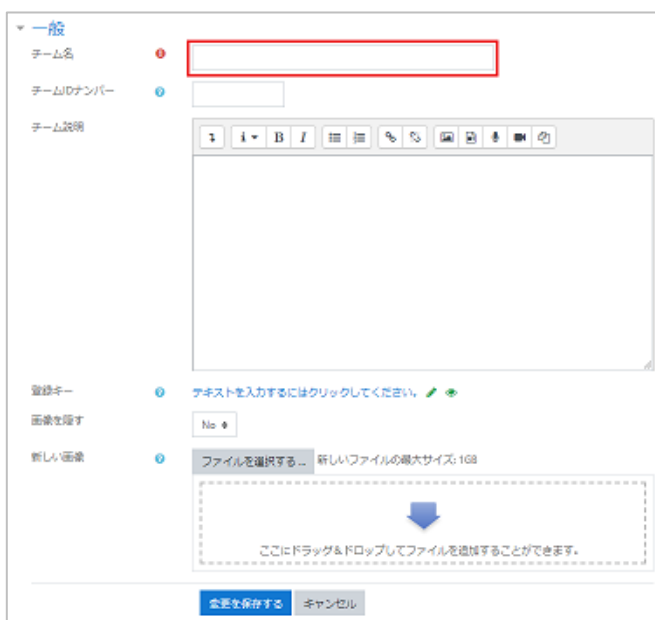 一般
チーム名
チームIDナンバー
チーム説明
i B I
登録キー テキストを入力するにはクリックしてください。
画像を隠す No
新しい画像 ファイルを選択する... 新しいファイルの最大サイズ: 1GB
ここにドラッグ&ドロップしてファイルを追加することができます。
変更を保存する キャンセル